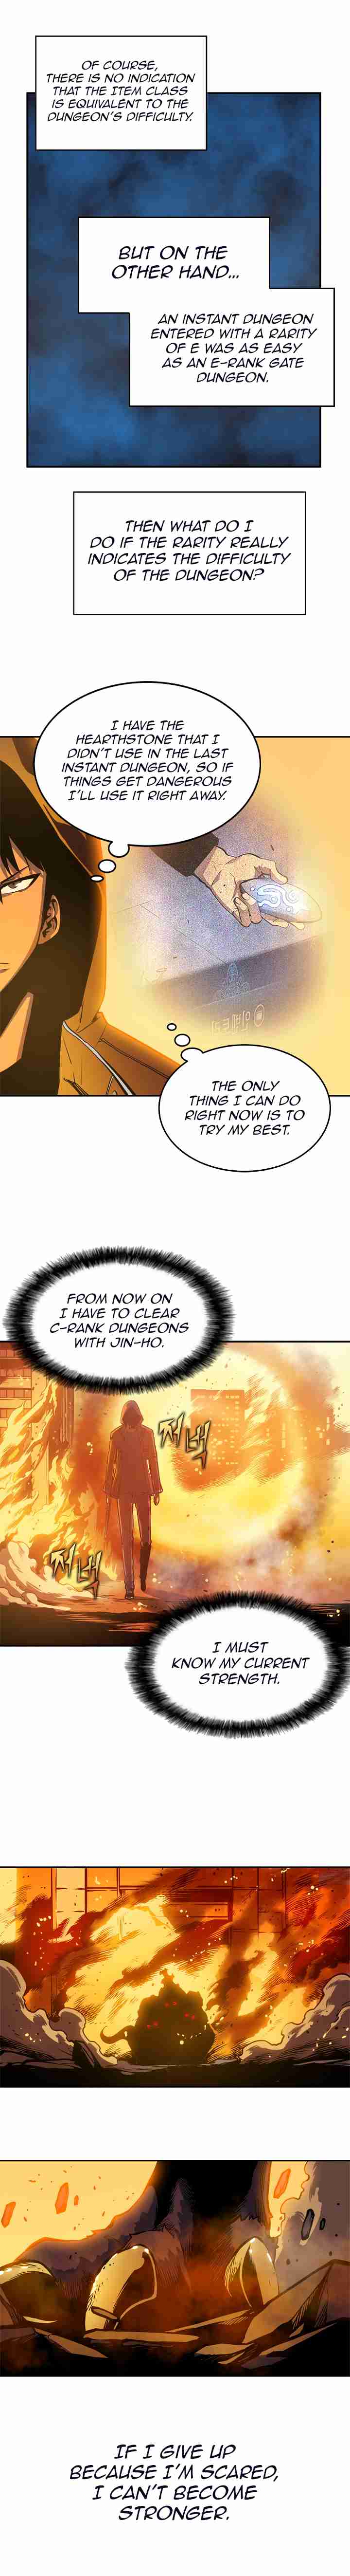 OF COURSE,
THERE IS NO INDICATION
THAT THE ITEM CLASS
IS EQUIVALENT TO THE
DUNGEON'S DIFFICULTY.
BUT ON THE
OTHER HAND...
AN INSTANT DUNGEON
ENTERED WITH A RARITY
OF E WAS AS EASY
AS AN E-RANK GATE
DUNGEON.
THEN WHAT DO I
DO IF THE RARITY REALLY
INDICATES THE DIFFICULTY
OF THE DUNGEON?
I HAVE THE
HEARTHSTONE THAT I
DIDN'T USE IN THE LAST
INSTANT DUNGEON, SO IF
THINGS GET DANGEROUS
I'LL USE IT RIGHT AWAY.
THE ONLY
THING I CAN DO
RIGHT NOW IS TO
TRY MY BEST.
FROM NOW ON
I HAVE TO CLEAR
C-RANK DUNGEONS
WITH JIN-HO.
저벅
저벅
I MUST
KNOW MY CURRENT
STRENGTH.
IF I GIVE UP
BECAUSE I'M SCARED,
I CAN'T BECOME
STRONGER.